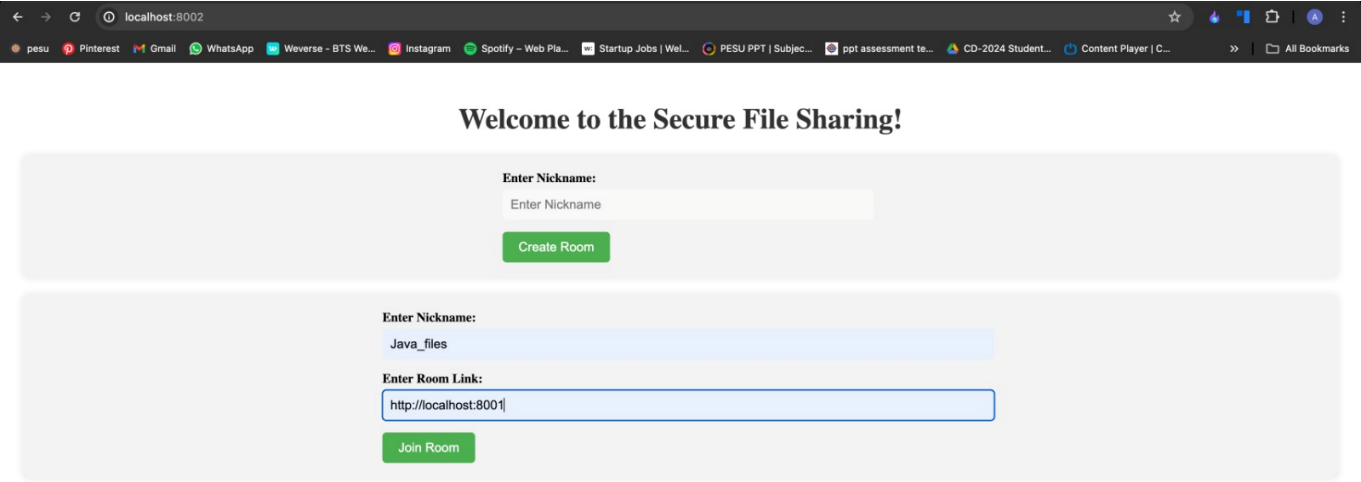 localhost:8002
A
pesu Pinterest Gmail WhatsApp Weverse - BTS We... Instagram Spotify – Web Pla... w: Startup Jobs | Wel... PESU PPT | Subjec... ppt assessment te... CD-2024 Student... Content Player | C... » All Bookmarks
Welcome to the Secure File Sharing!
Enter Nickname:
Enter Nickname
Create Room
Enter Nickname:
Java_files
Enter Room Link:
http://localhost:8001
Join Room